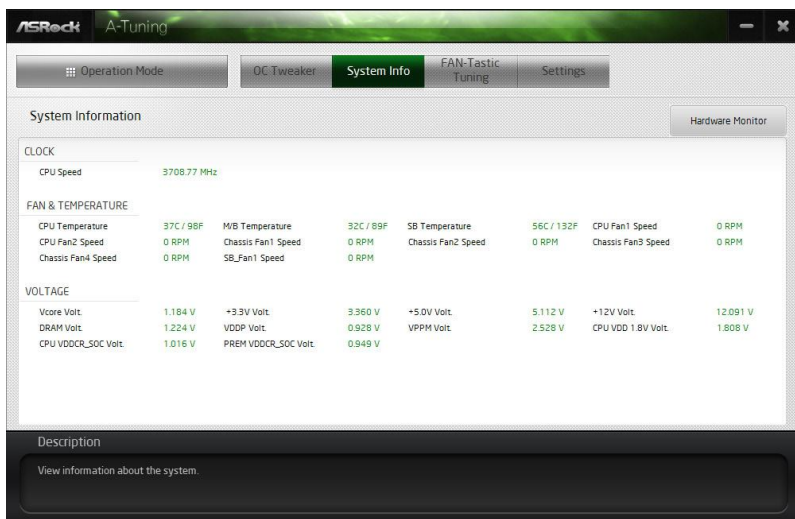 ASRock A-Tuning
Operation Mode OC Tweaker System Info FAN-Tastic Tuning Settings
System Information Hardware Monitor
CLOCK
CPU Speed 3708.77 MHz
FAN & TEMPERATURE
CPU Temperature 37C / 98F M/B Temperature 32C / 89F SB Temperature 56C / 132F CPU Fan1 Speed 0 RPM
CPU Fan2 Speed 0 RPM Chassis Fan1 Speed 0 RPM Chassis Fan2 Speed 0 RPM Chassis Fan3 Speed 0 RPM
Chassis Fan4 Speed 0 RPM SB_Fan1 Speed 0 RPM
VOLTAGE
Vcore Volt. 1.184 V +3.3V Volt. 3.360 V +5.0V Volt. 5.112 V +12V Volt. 12.091 V
DRAM Volt. 1.224 V VDDP Volt. 0.928 V VPPM Volt. 2.528 V CPU VDD 1.8V Volt. 1.808 V
CPU VDDCR_SOC Volt. 1.016 V PREM VDDCR_SOC Volt. 0.949 V
Description
View information about the system.